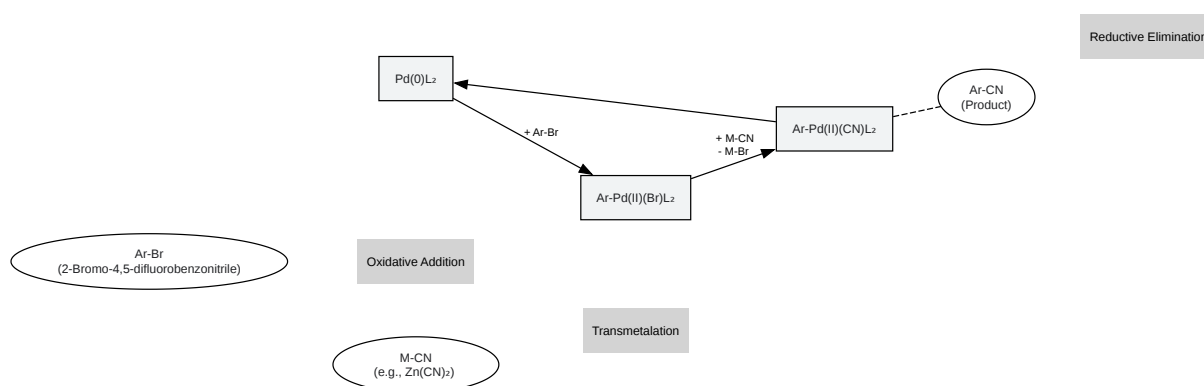 Reductive Elimination
Pd(0)L₂
Ar-CN
(Product)
+ Ar-Br
Ar-Pd(II)(CN)L₂
+ M-CN
- M-Br
Ar-Pd(II)(Br)L₂
Ar-Br
(2-Bromo-4,5-difluorobenzonitrile)
Oxidative Addition
Transmetalation
M-CN
(e.g., Zn(CN)₂)